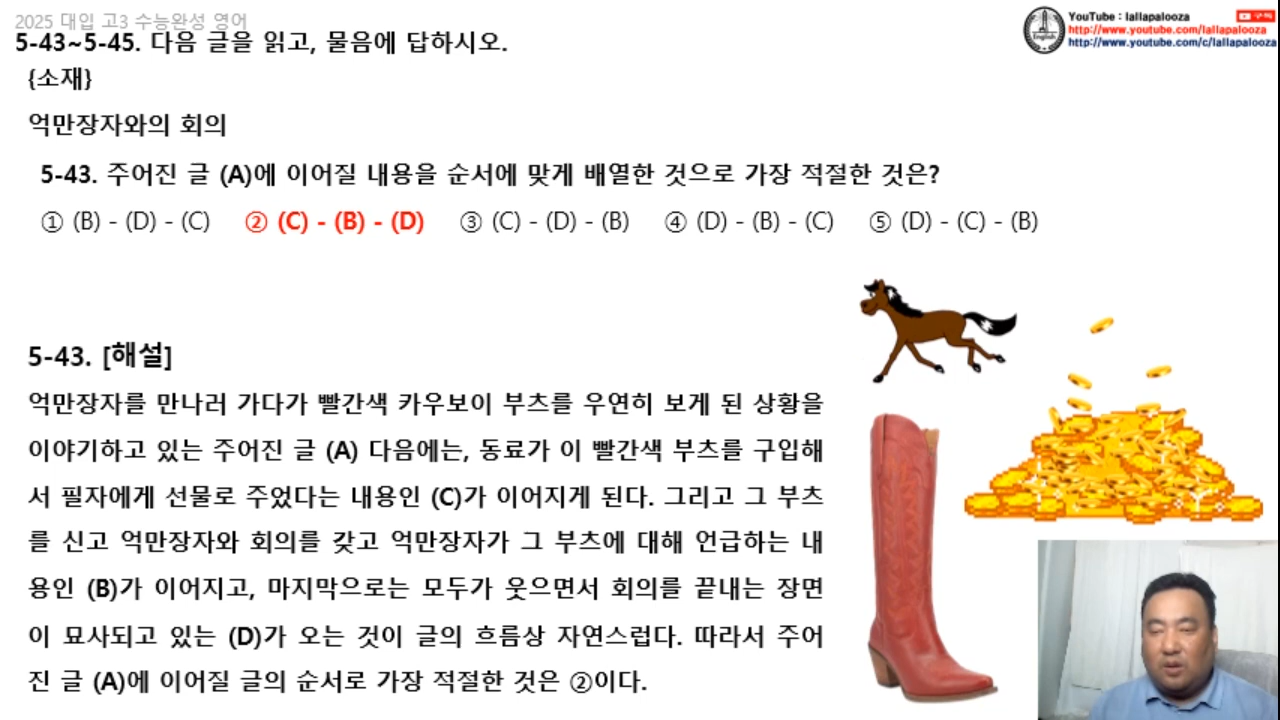 2025 대입 고3 수능완성 영어
5-43~5-45. 다음 글을 읽고, 물음에 답하시오.
{소재}
억만장자와의 회의
5-43. 주어진 글 (A)에 이어질 내용을 순서에 맞게 배열한 것으로 가장 적절한 것은?
① (B) - (D) - (C) ② (C) - (B) - (D) ③ (C) - (D) - (B) ④ (D) - (B) - (C) ⑤ (D) - (C) - (B)
5-43. [해설]
억만장자를 만나러 가다가 빨간색 카우보이 부츠를 우연히 보게 된 상황을
이야기하고 있는 주어진 글 (A) 다음에는, 동료가 이 빨간색 부츠를 구입해
서 필자에게 선물로 주었다는 내용인 (C)가 이어지게 된다. 그리고 그 부츠
를 신고 억만장자와 회의를 갖고 억만장자가 그 부츠에 대해 언급하는 내
용인 (B)가 이어지고, 마지막으로는 모두가 웃으면서 회의를 끝내는 장면
이 묘사되고 있는 (D)가 오는 것이 글의 흐름상 자연스럽다. 따라서 주어
진 글 (A)에 이어질 글의 순서로 가장 적절한 것은 ②이다.
YouTube : lallapalooza
http://www.youtube.com/lallapalooza
http://www.youtube.com/c/lallapalooza
English